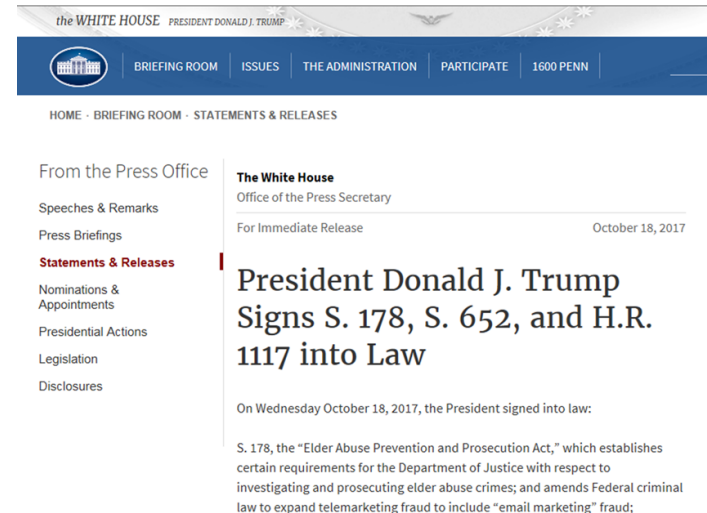 the WHITE HOUSE PRESIDENT DONALD J. TRUMP
BRIEFING ROOM ISSUES THE ADMINISTRATION PARTICIPATE 1600 PENN
HOME · BRIEFING ROOM · STATEMENTS & RELEASES
From the Press Office
Speeches & Remarks
Press Briefings
Statements & Releases
Nominations &
Appointments
Presidential Actions
Legislation
Disclosures
The White House
Office of the Press Secretary
For Immediate Release October 18, 2017
President Donald J. Trump
Signs S. 178, S. 652, and H.R.
1117 into Law
On Wednesday October 18, 2017, the President signed into law:
S. 178, the “Elder Abuse Prevention and Prosecution Act,” which establishes
certain requirements for the Department of Justice with respect to
investigating and prosecuting elder abuse crimes; and amends Federal criminal
law to expand telemarketing fraud to include “email marketing” fraud;